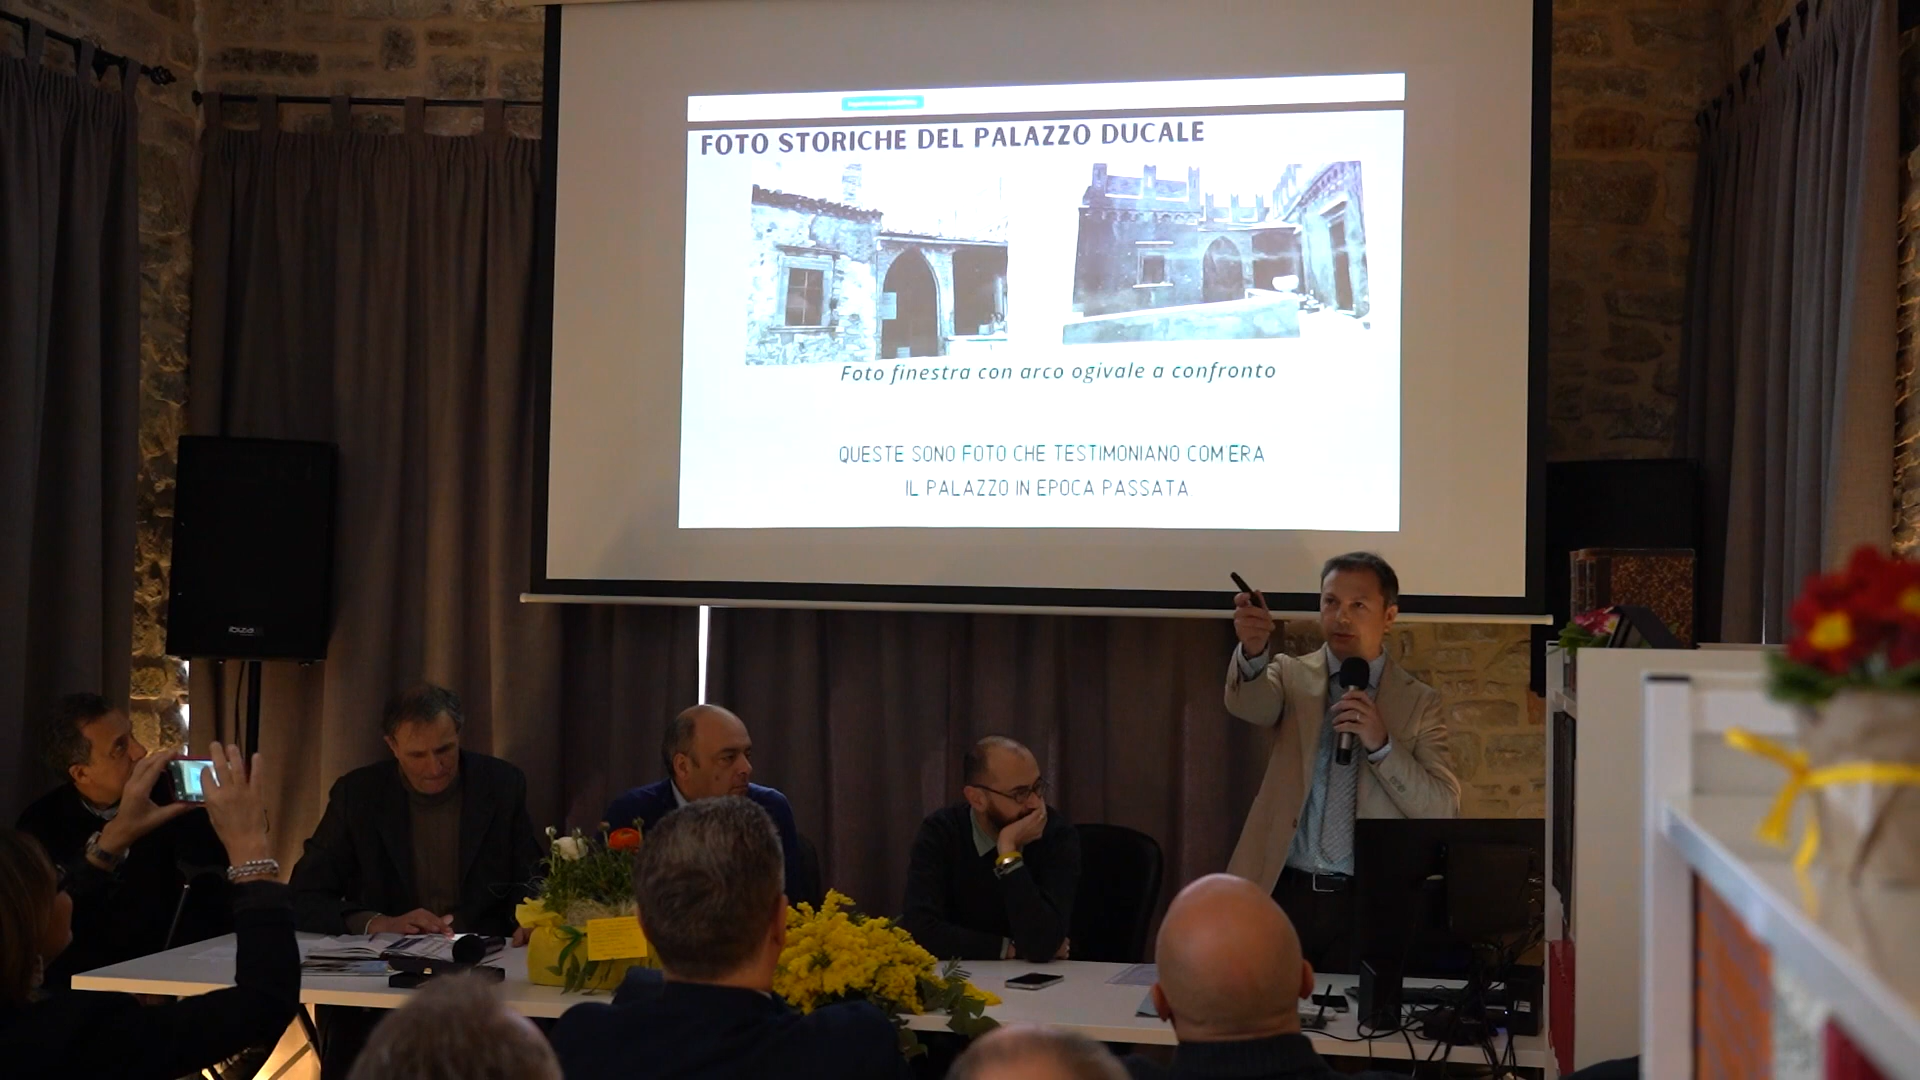 FOTO STORICHE DEL PALAZZO DUCALE
Foto finestra con arco ogivale a confronto
QUESTE SONO FOTO CHE TESTIMONIANO COM'ERA
IL PALAZZO IN EPOCA PASSATA
ibiza